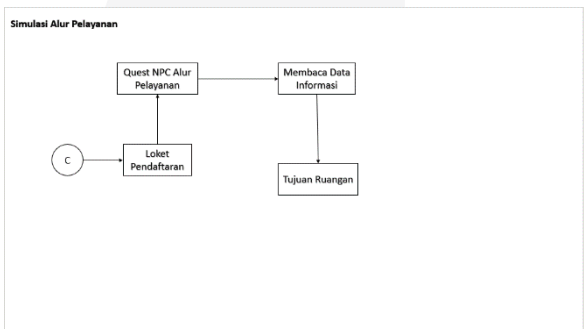 Simulasi Alur Pelayanan
Quest NPC Alur
Pelayanan
Membaca Data
Informasi
C
Loket
Pendaftaran
Tujuan Ruangan